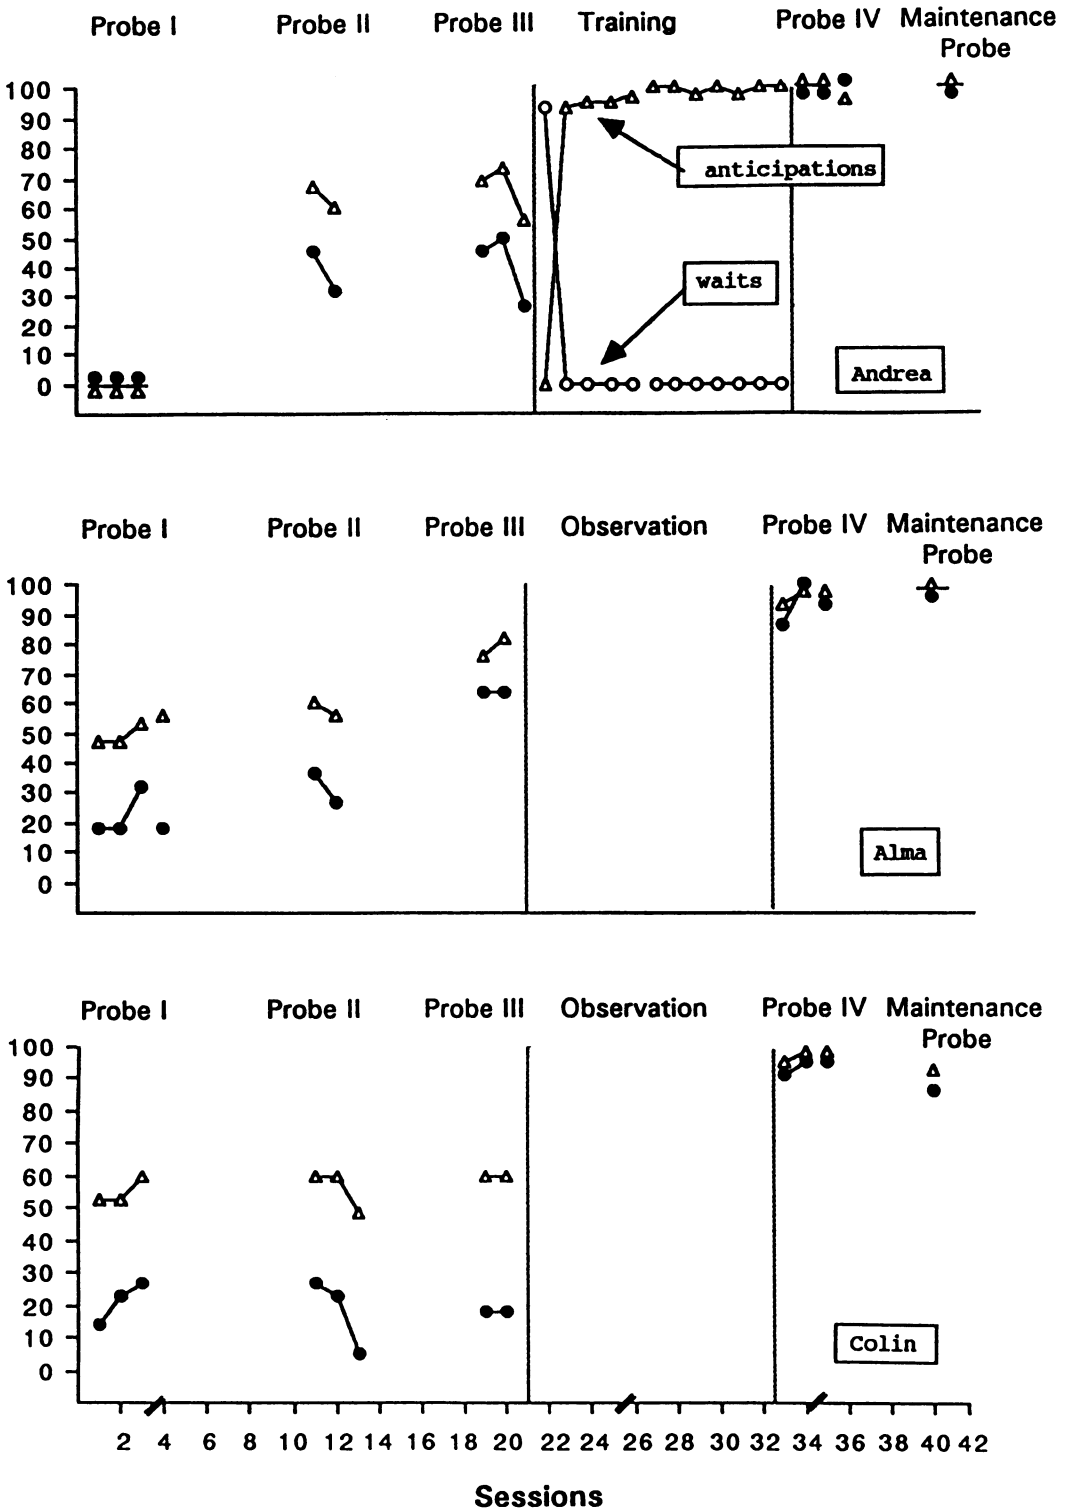 Probe I Probe II Probe III Training Probe IV Maintenance
Probe
100
90
80
70
60
50
40
30
20
10
0
anticipations
waits
Andrea
Probe I Probe II Probe III Observation Probe IV Maintenance
Probe
100
90
80
70
60
50
40
30
20
10
0
Alma
Probe I Probe II Probe III Observation Probe IV Maintenance
Probe
100
90
80
70
60
50
40
30
20
10
0
Colin
2 4 6 8 10 12 14 16 18 20 22 24 26 28 30 32 34 36 40 42
Sessions